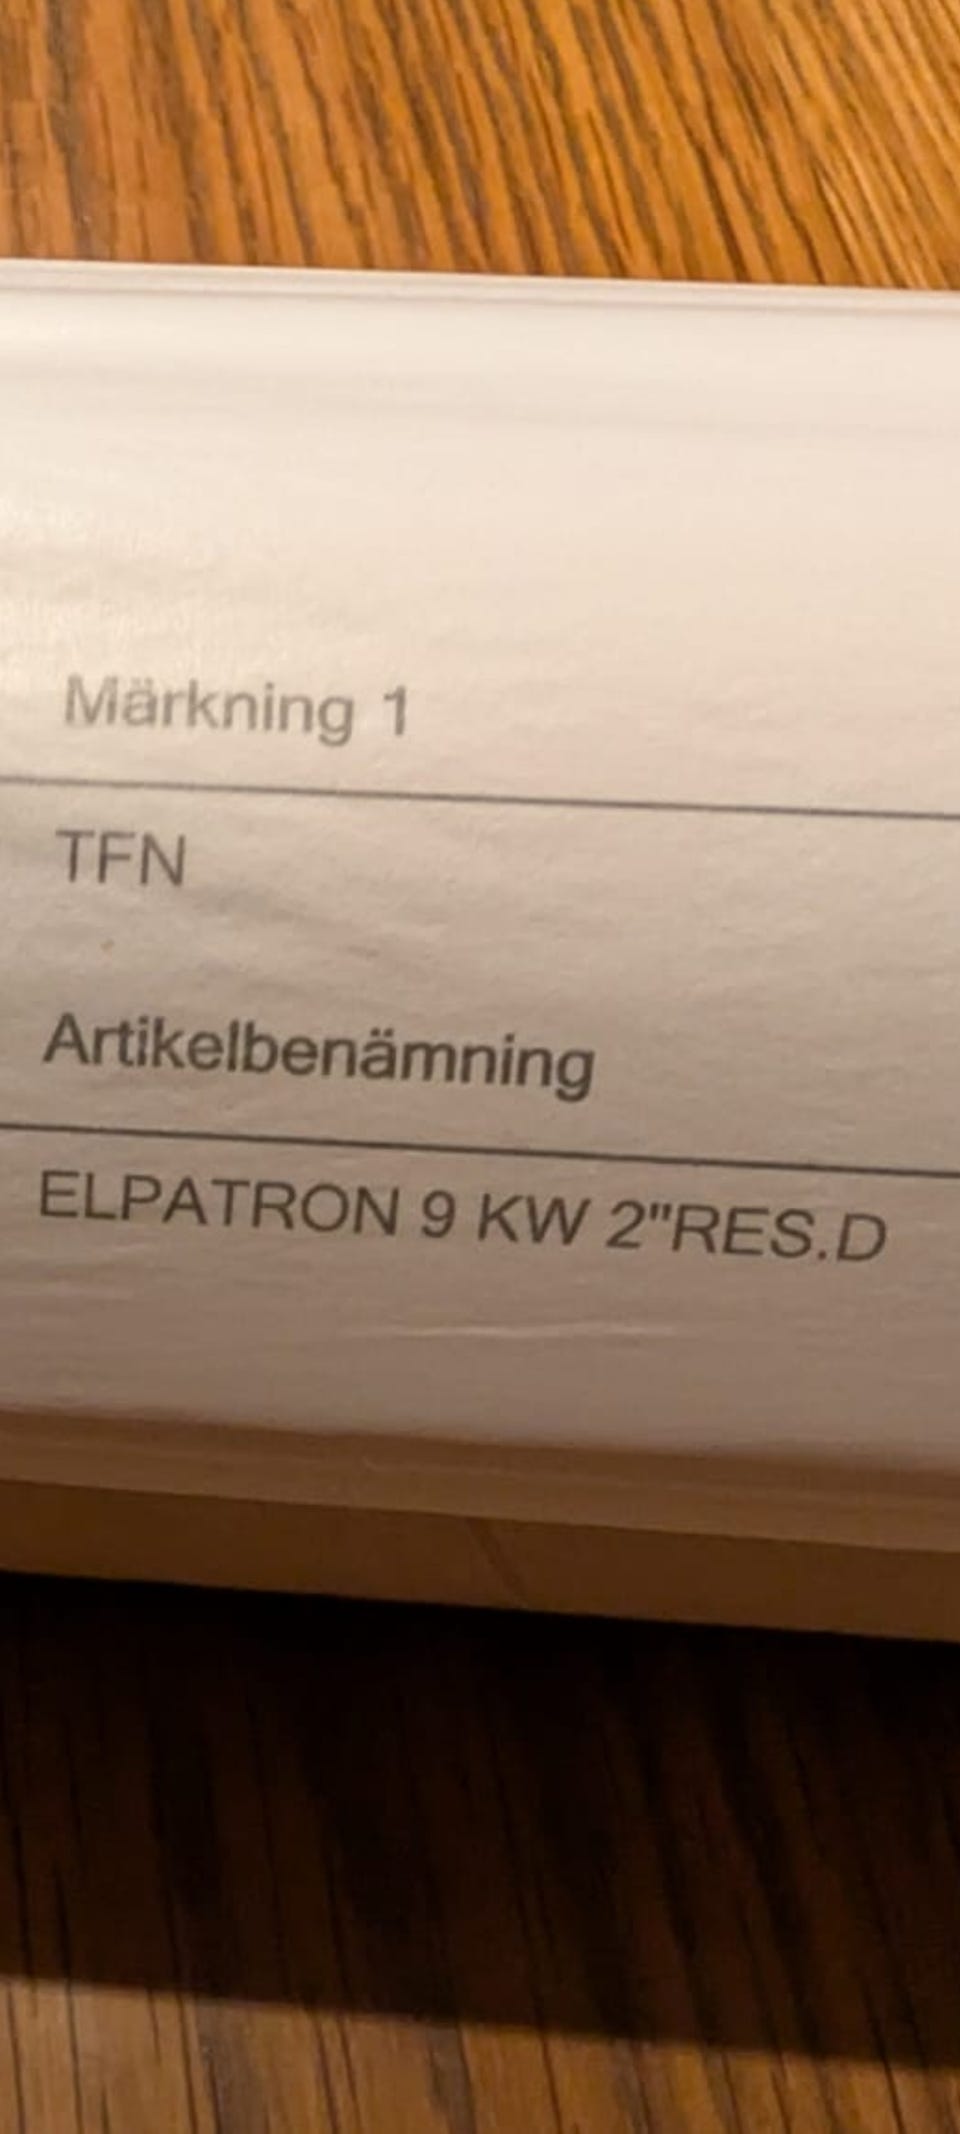 Märkning 1
TFN
Artikelbenämning
ELPATRON 9 KW 2"RES.D